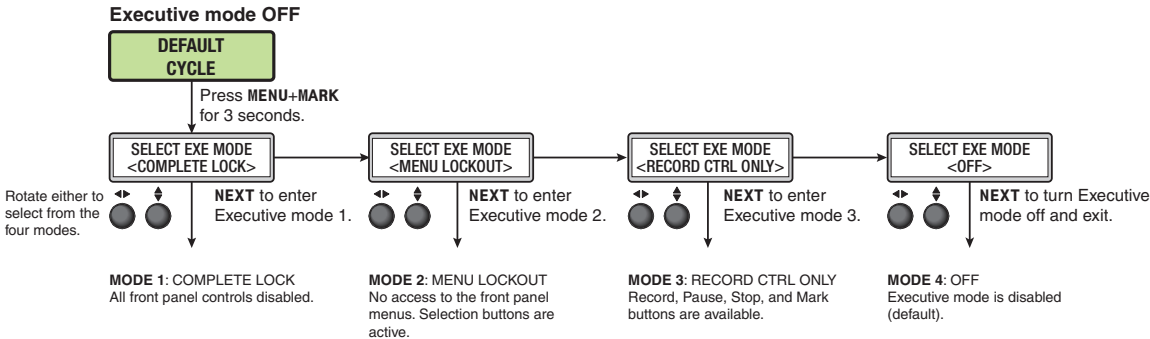 Executive mode OFF
DEFAULT
CYCLE
Press MENU+MARK
for 3 seconds.
SELECT EXE MODE
<COMPLETE LOCK>
SELECT EXE MODE
<MENU LOCKOUT>
SELECT EXE MODE
<RECORD CTRL ONLY>
SELECT EXE MODE
<OFF>
Rotate either to
select from the
four modes.
NEXT to enter
Executive mode 1.
NEXT to enter
Executive mode 2.
NEXT to enter
Executive mode 3.
NEXT to turn Executive
mode off and exit.
MODE 1: COMPLETE LOCK
All front panel controls disabled.
MODE 2: MENU LOCKOUT
No access to the front panel
menus. Selection buttons are
active.
MODE 3: RECORD CTRL ONLY
Record, Pause, Stop, and Mark
buttons are available.
MODE 4: OFF
Executive mode is disabled
(default).